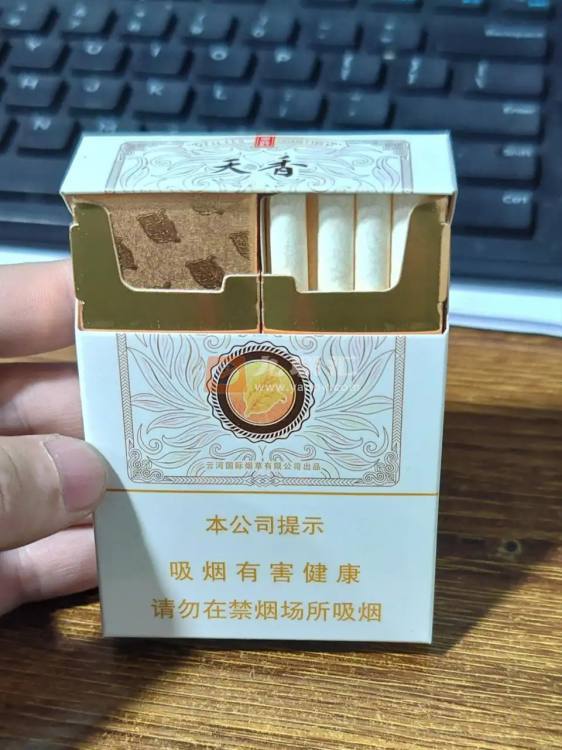 天香
云河国际烟草有限公司出品
本公司提示
吸烟有害健康
请勿在禁烟场所吸烟
Ctrl